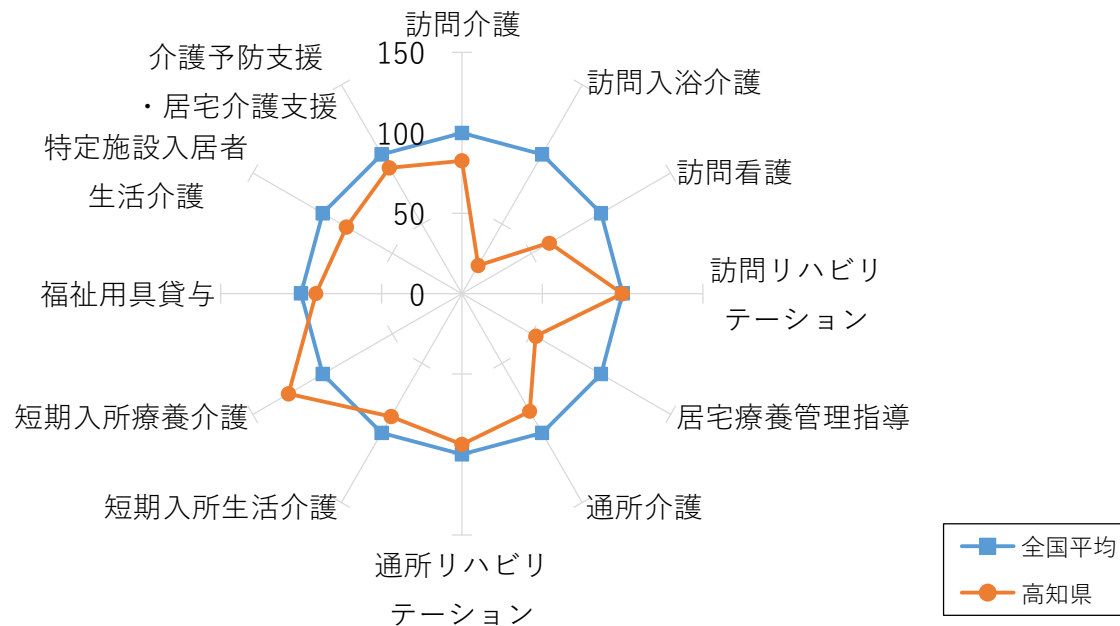 訪問介護
150
介護予防支援
・居宅介護支援
訪問入浴介護
100
特定施設入居者
生活介護
訪問看護
50
福祉用具貸与
0
訪問リハビリ
テーション
短期入所療養介護
居宅療養管理指導
短期入所生活介護
通所介護
通所リハビリ
テーション
全国平均
高知県